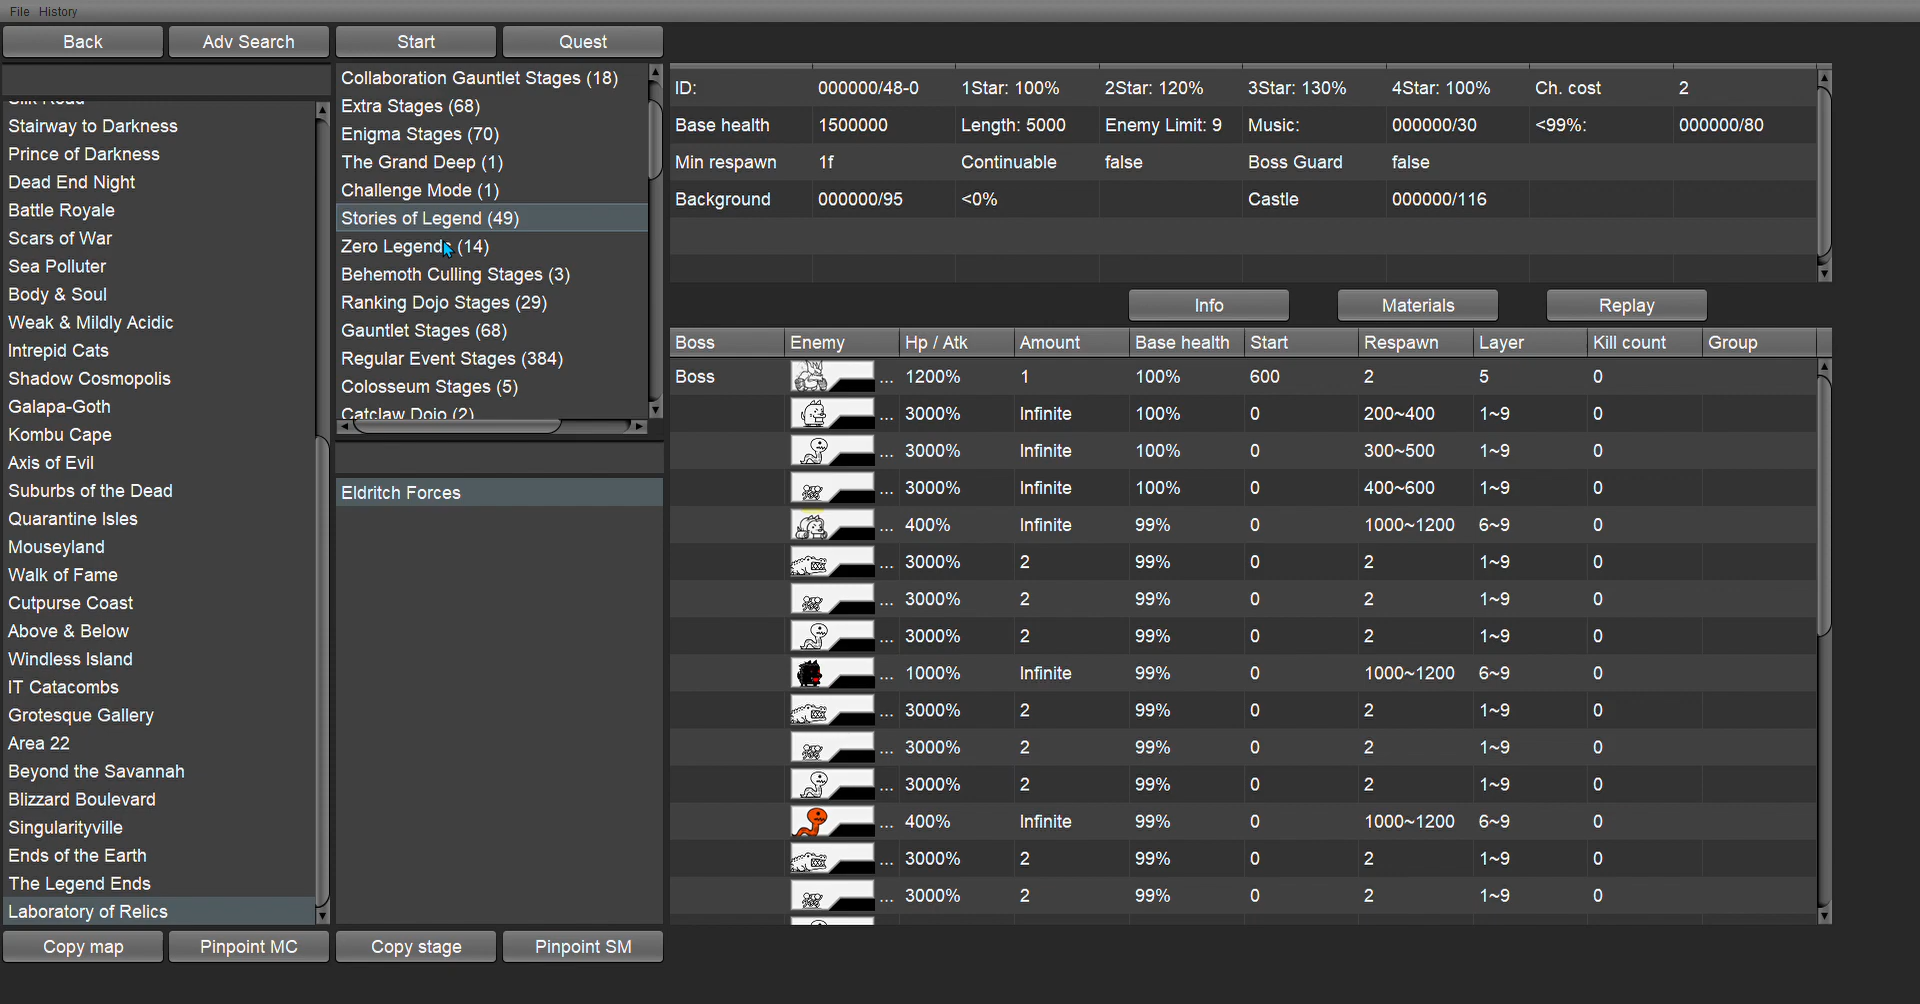 File History
Back Adv Search Start Quest
Stairway to Darkness
Prince of Darkness
Dead End Night
Battle Royale
Scars of War
Sea Polluter
Body & Soul
Weak & Mildly Acidic
Intrepid Cats
Shadow Cosmopolis
Galapa-Goth
Kombu Cape
Axis of Evil
Suburbs of the Dead
Quarantine Isles
Mouseyland
Walk of Fame
Cutpurse Coast
Above & Below
Windless Island
IT Catacombs
Grotesque Gallery
Area 22
Beyond the Savannah
Blizzard Boulevard
Singularityville
Ends of the Earth
The Legend Ends
Laboratory of Relics
Copy map Pinpoint MC
Collaboration Gauntlet Stages (18)
Extra Stages (68)
Enigma Stages (70)
The Grand Deep (1)
Challenge Mode (1)
Stories of Legend (49)
Zero Legends (14)
Behemoth Culling Stages (3)
Ranking Dojo Stages (29)
Gauntlet Stages (68)
Regular Event Stages (384)
Colosseum Stages (5)
Catclaw Dojo (2)
Eldritch Forces
Copy stage Pinpoint SM
ID: 000000/48-0 1Star: 100% 2Star: 120% 3Star: 130% 4Star: 100% Ch. cost 2
Base health 1500000 Length: 5000 Enemy Limit: 9 Music: 000000/30 <99%: 000000/80
Min respawn 1f Continuable false Boss Guard false
Background 000000/95 <0% Castle 000000/116
Info Materials Replay
Boss Enemy Hp / Atk Amount Base health Start Respawn Layer Kill count Group
Boss ... 1200% 1 100% 600 2 5 0
... 3000% Infinite 100% 0 200~400 1~9 0
... 3000% Infinite 100% 0 300~500 1~9 0
... 3000% Infinite 100% 0 400~600 1~9 0
... 400% Infinite 99% 0 1000~1200 6~9 0
... 3000% 2 99% 0 2 1~9 0
... 3000% 2 99% 0 2 1~9 0
... 3000% 2 99% 0 2 1~9 0
... 1000% Infinite 99% 0 1000~1200 6~9 0
... 3000% 2 99% 0 2 1~9 0
... 3000% 2 99% 0 2 1~9 0
... 3000% 2 99% 0 2 1~9 0
... 400% Infinite 99% 0 1000~1200 6~9 0
... 3000% 2 99% 0 2 1~9 0
... 3000% 2 99% 0 2 1~9 0